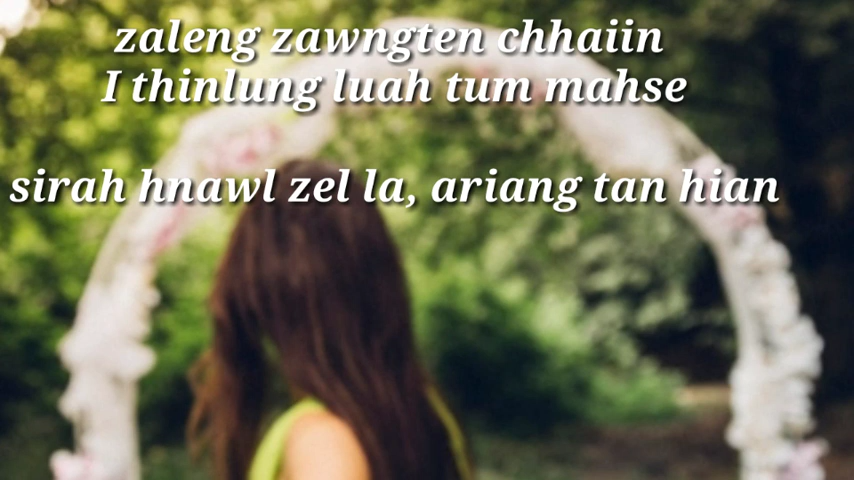 zaleng zawngten chhaiin
I thinlung luah tum mahse
sirah hnawl zel la, ariang tan hian